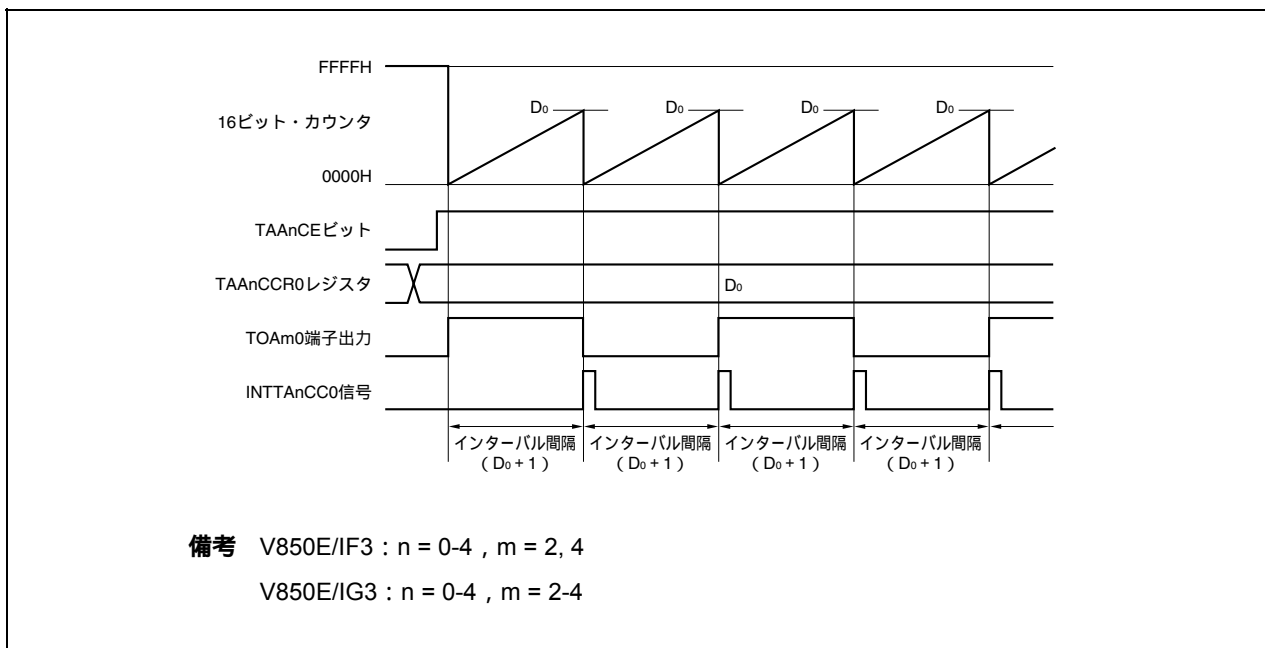 FFFFH
D₀ D₀ D₀ D₀
16ビット・カウンタ
0000H
TAAnCEビット
TAAnCCR0レジスタ D₀
TOAm0端子出力
INTTAnCC0信号
インターバル間隔 インターバル間隔 インターバル間隔 インターバル間隔
（D₀+1） （D₀+1） （D₀+1） （D₀+1）
備考 V850E/IF3：n = 0-4，m = 2, 4
V850E/IG3：n = 0-4，m = 2-4